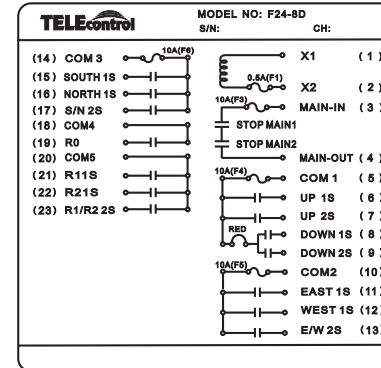 TELEcontrol
MODEL NO: F24-8D
S/N: CH:
10A(F6)
(14) COM 3
(15) SOUTH 1S
(16) NORTH 1S
(17) S/N 2S
(18) COM4
(19) R0
(20) COM5
(21) R11S
(22) R21S
(23) R1/R2 2S
X1 (1)
0.5A(F1)
X2 (2)
10A(F3)
MAIN-IN (3)
STOP MAIN1
STOP MAIN2
MAIN-OUT (4)
10A(F4)
COM 1 (5)
UP 1S (6)
UP 2S (7)
RED
DOWN 1S (8)
DOWN 2S (9)
10A(F5)
COM2 (10)
EAST 1S (11)
WEST 1S (12)
E/W 2S (13)